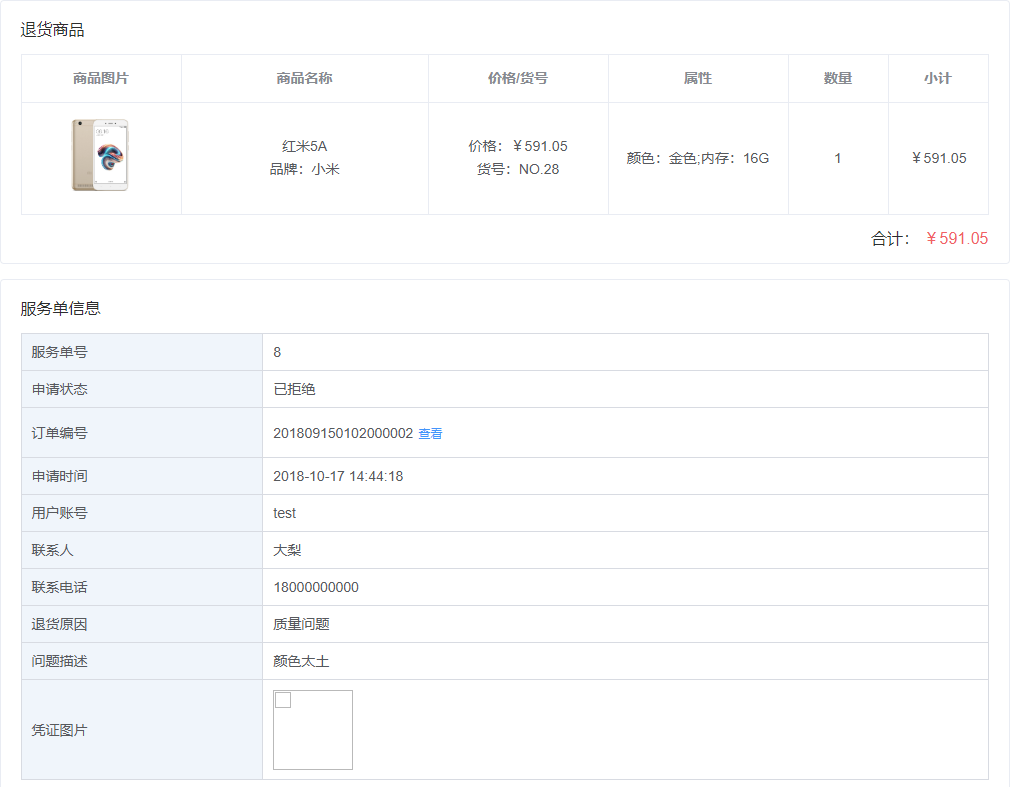 退货商品
商品图片 商品名称 价格/货号 属性 数量 小计
红米5A
品牌：小米
价格：￥591.05
货号：NO.28
颜色：金色;内存：16G
1
￥591.05
合计： ￥591.05
服务单信息
服务单号 8
申请状态 已拒绝
订单编号 201809150102000002 查看
申请时间 2018-10-17 14:44:18
用户账号 test
联系人 大梨
联系电话 18000000000
退货原因 质量问题
问题描述 颜色太土
凭证图片